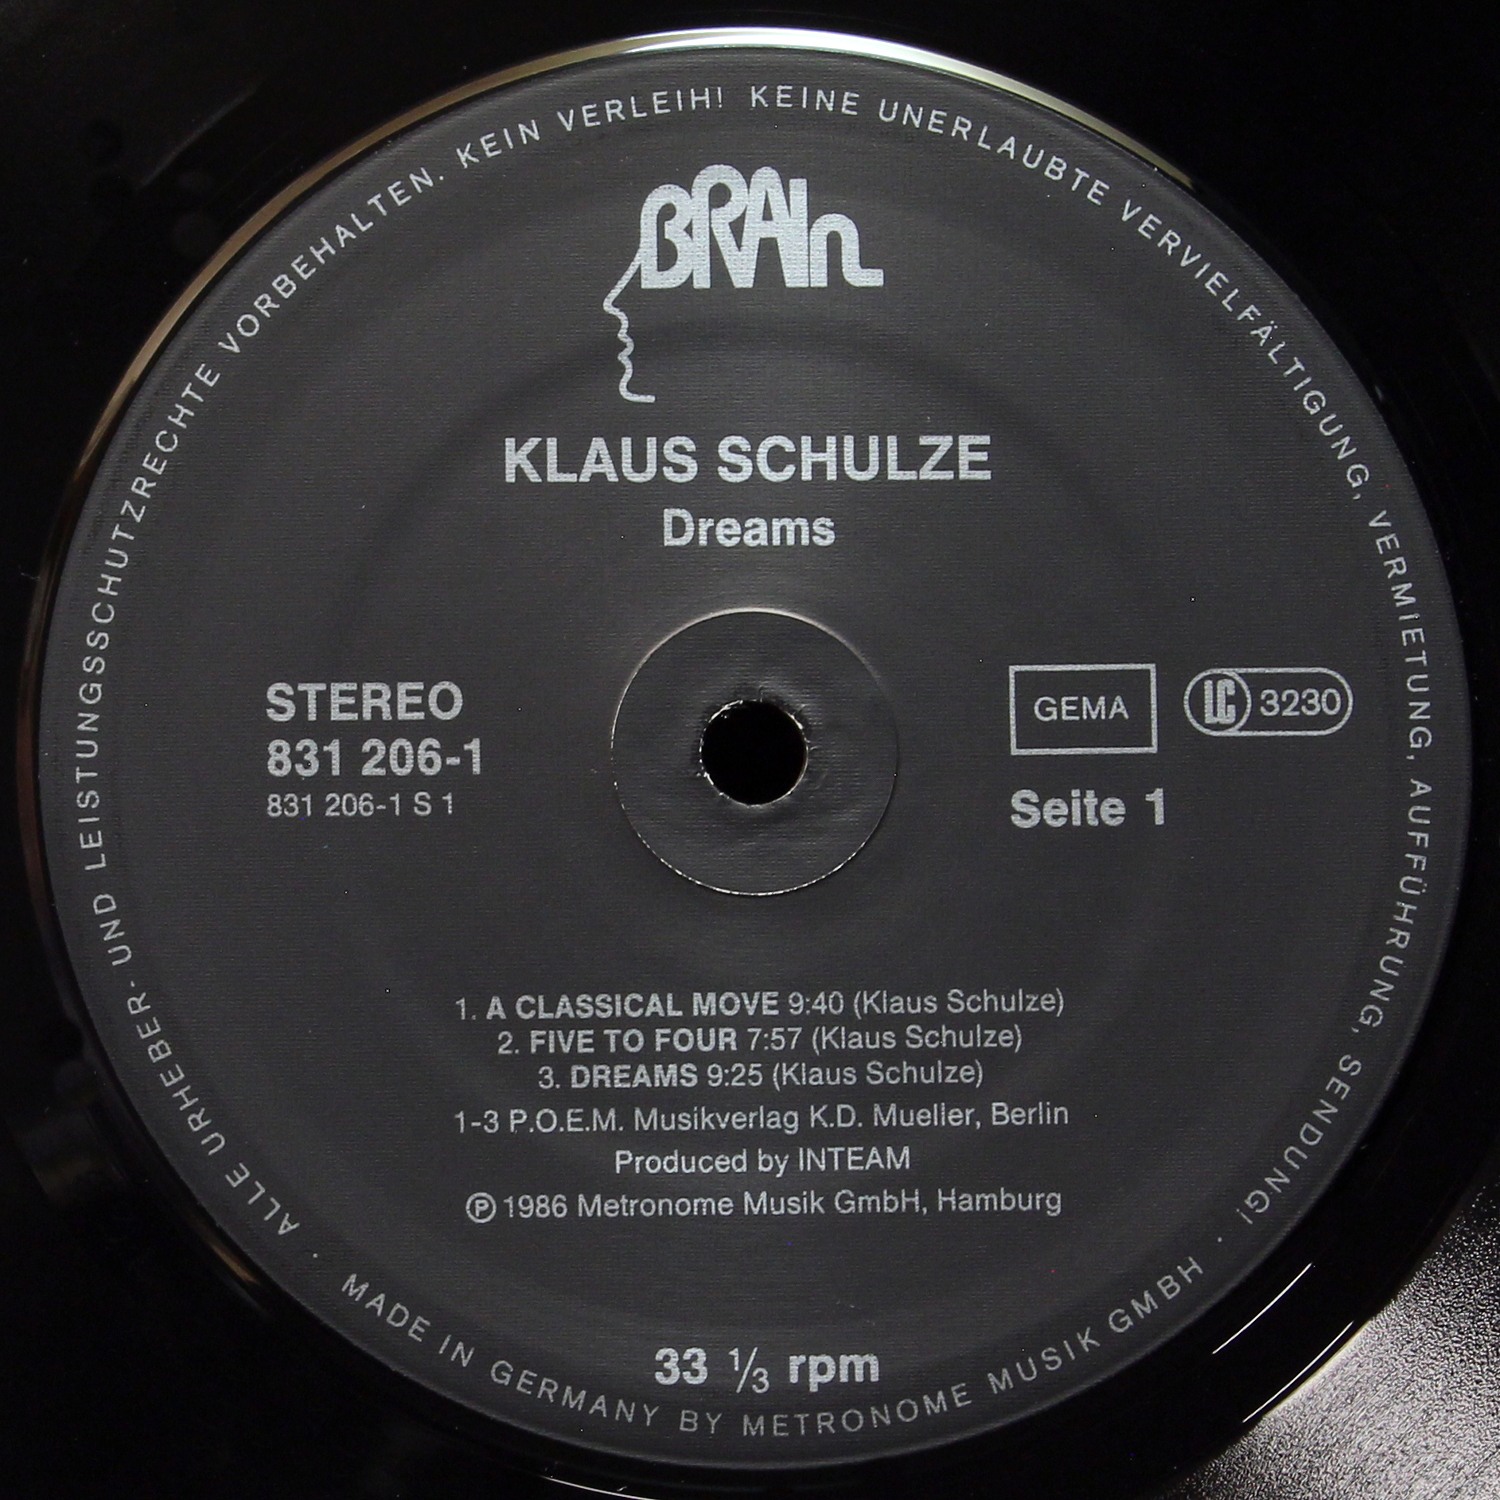 ALLE URHEBER- UND LEISTUNGSSCHUTZRECHTE VORBEHALTEN. KEIN VERLEIH! KEINE UNERLAUBTE VERVIELFÄLTIGUNG, VERMIETUNG, AUFFÜHRUNG, SENDUNG!
BRAIn
KLAUS SCHULZE
Dreams
STEREO
831 206-1
831 206-1 S 1
GEMA
LC 3230
Seite 1
1. A CLASSICAL MOVE 9:40 (Klaus Schulze)
2. FIVE TO FOUR 7:57 (Klaus Schulze)
3. DREAMS 9:25 (Klaus Schulze)
1-3 P.O.E.M. Musikverlag K.D. Mueller, Berlin
Produced by INTEAM
℗ 1986 Metronome Musik GmbH, Hamburg
33 ⅓ rpm
· MADE IN GERMANY BY METRONOME MUSIK GMBH ·